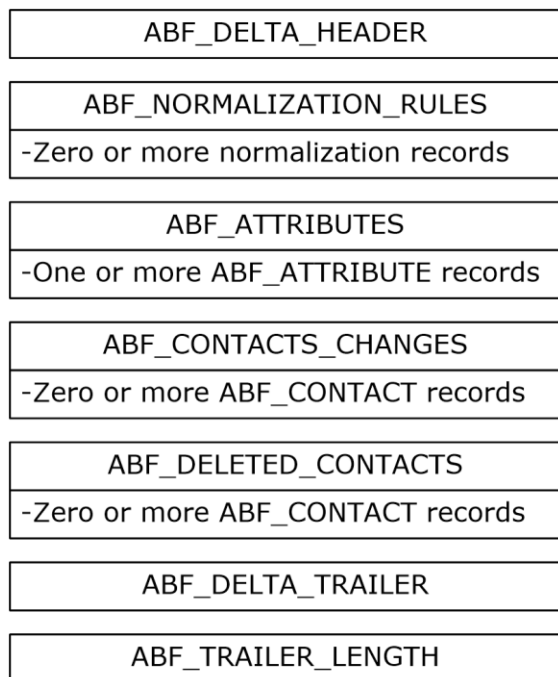 ABF_DELTA_HEADER
ABF_NORMALIZATION_RULES
-Zero or more normalization records
ABF_ATTRIBUTES
-One or more ABF_ATTRIBUTE records
ABF_CONTACTS_CHANGES
-Zero or more ABF_CONTACT records
ABF_DELETED_CONTACTS
-Zero or more ABF_CONTACT records
ABF_DELTA_TRAILER
ABF_TRAILER_LENGTH